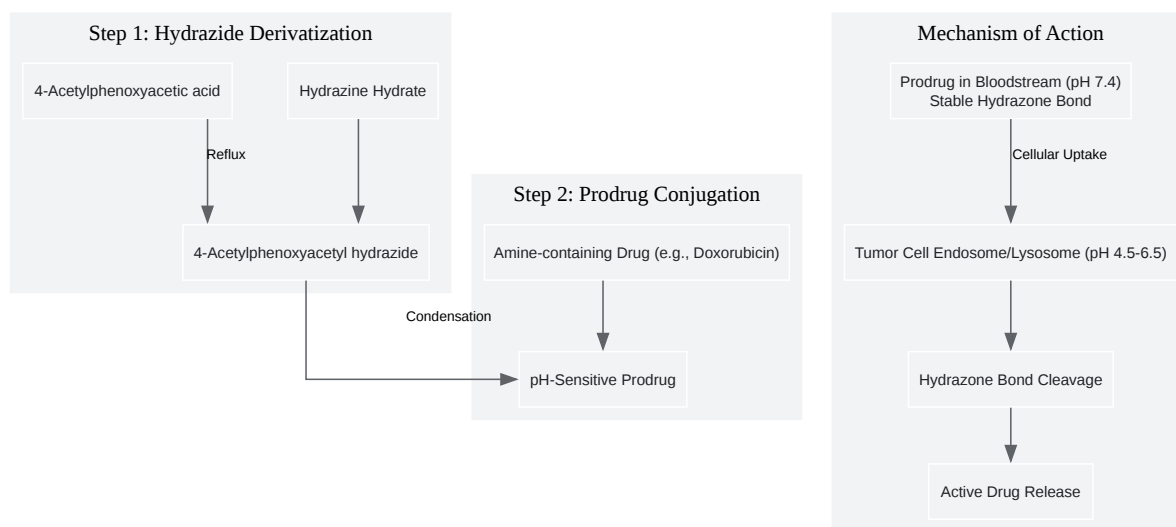 Step 1: Hydrazide Derivatization
4-Acetylphenoxyacetic acid
Hydrazine Hydrate
Reflux
4-Acetylphenoxyacetyl hydrazide
Condensation
Step 2: Prodrug Conjugation
Amine-containing Drug (e.g., Doxorubicin)
pH-Sensitive Prodrug
Mechanism of Action
Prodrug in Bloodstream (pH 7.4)
Stable Hydrazone Bond
Cellular Uptake
Tumor Cell Endosome/Lysosome (pH 4.5-6.5)
Hydrazone Bond Cleavage
Active Drug Release